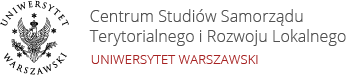 UNIWERSYTET
WARSZAWSKI
Centrum Studiów Samorządu
Terytorialnego i Rozwoju Lokalnego
UNIWERSYTET WARSZAWSKI